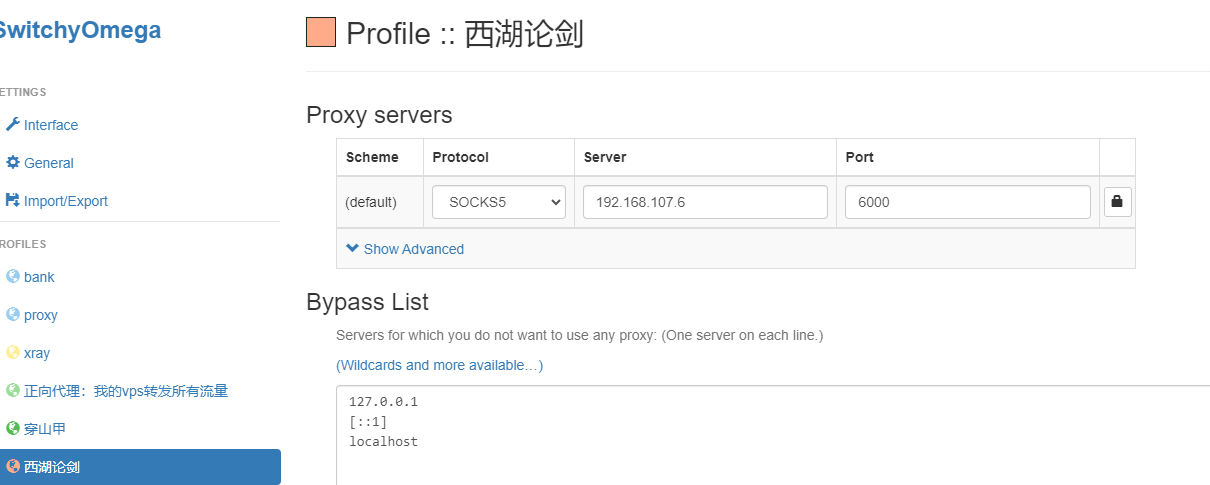 SwitchyOmega
Profile :: 西湖论剑
ETTINGS
Interface
General
Import/Export
ROFILES
bank
proxy
xray
正向代理：我的vps转发所有流量
穿山甲
西湖论剑
Proxy servers
Scheme Protocol Server Port
(default) SOCKS5 192.168.107.6 6000
Show Advanced
Bypass List
Servers for which you do not want to use any proxy: (One server on each line.)
(Wildcards and more available…)
127.0.0.1
[::1]
localhost